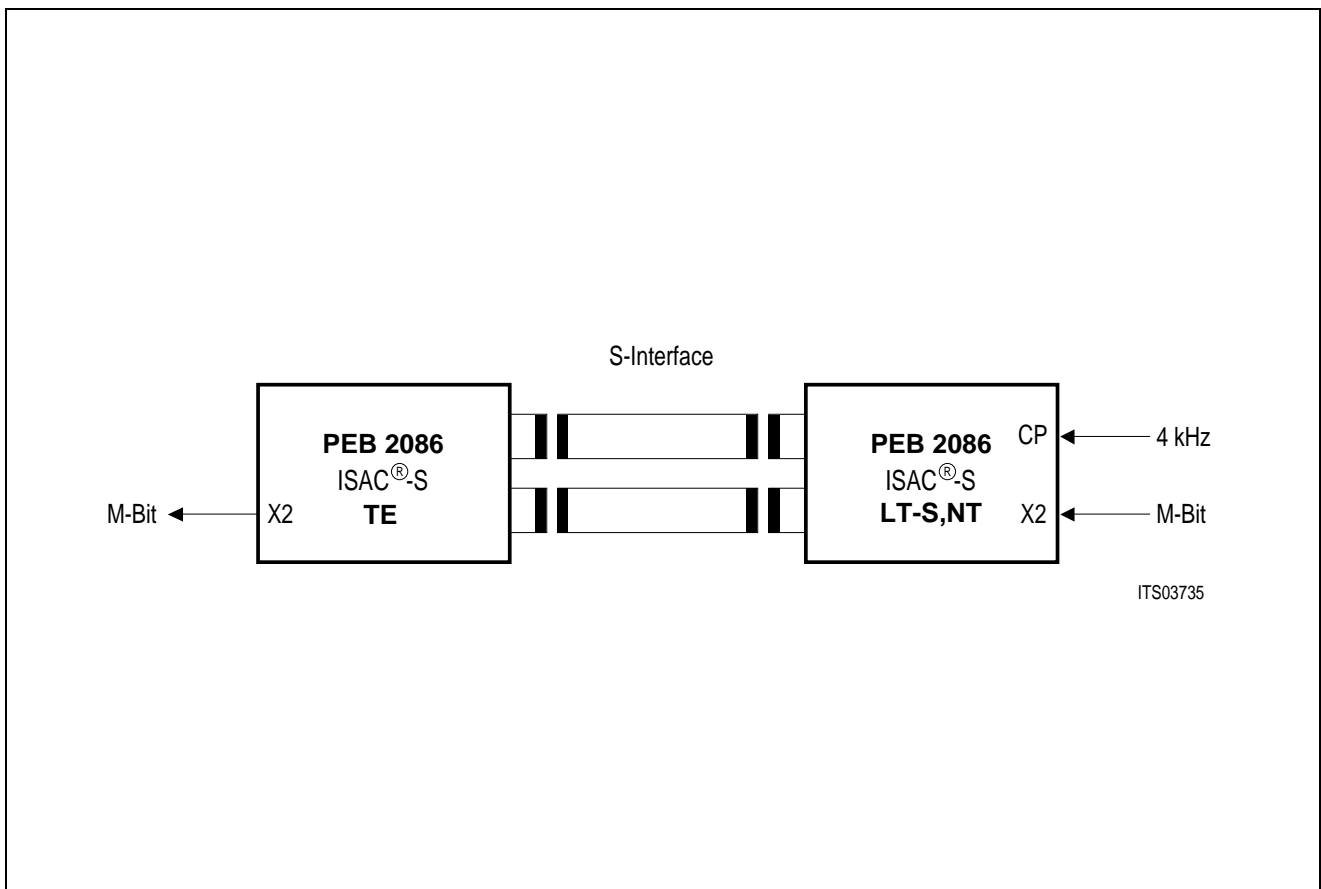 S-Interface
PEB 2086
ISAC®-S
TE
X2
M-Bit
PEB 2086
ISAC®-S
LT-S,NT
CP
4 kHz
X2
M-Bit
ITS03735